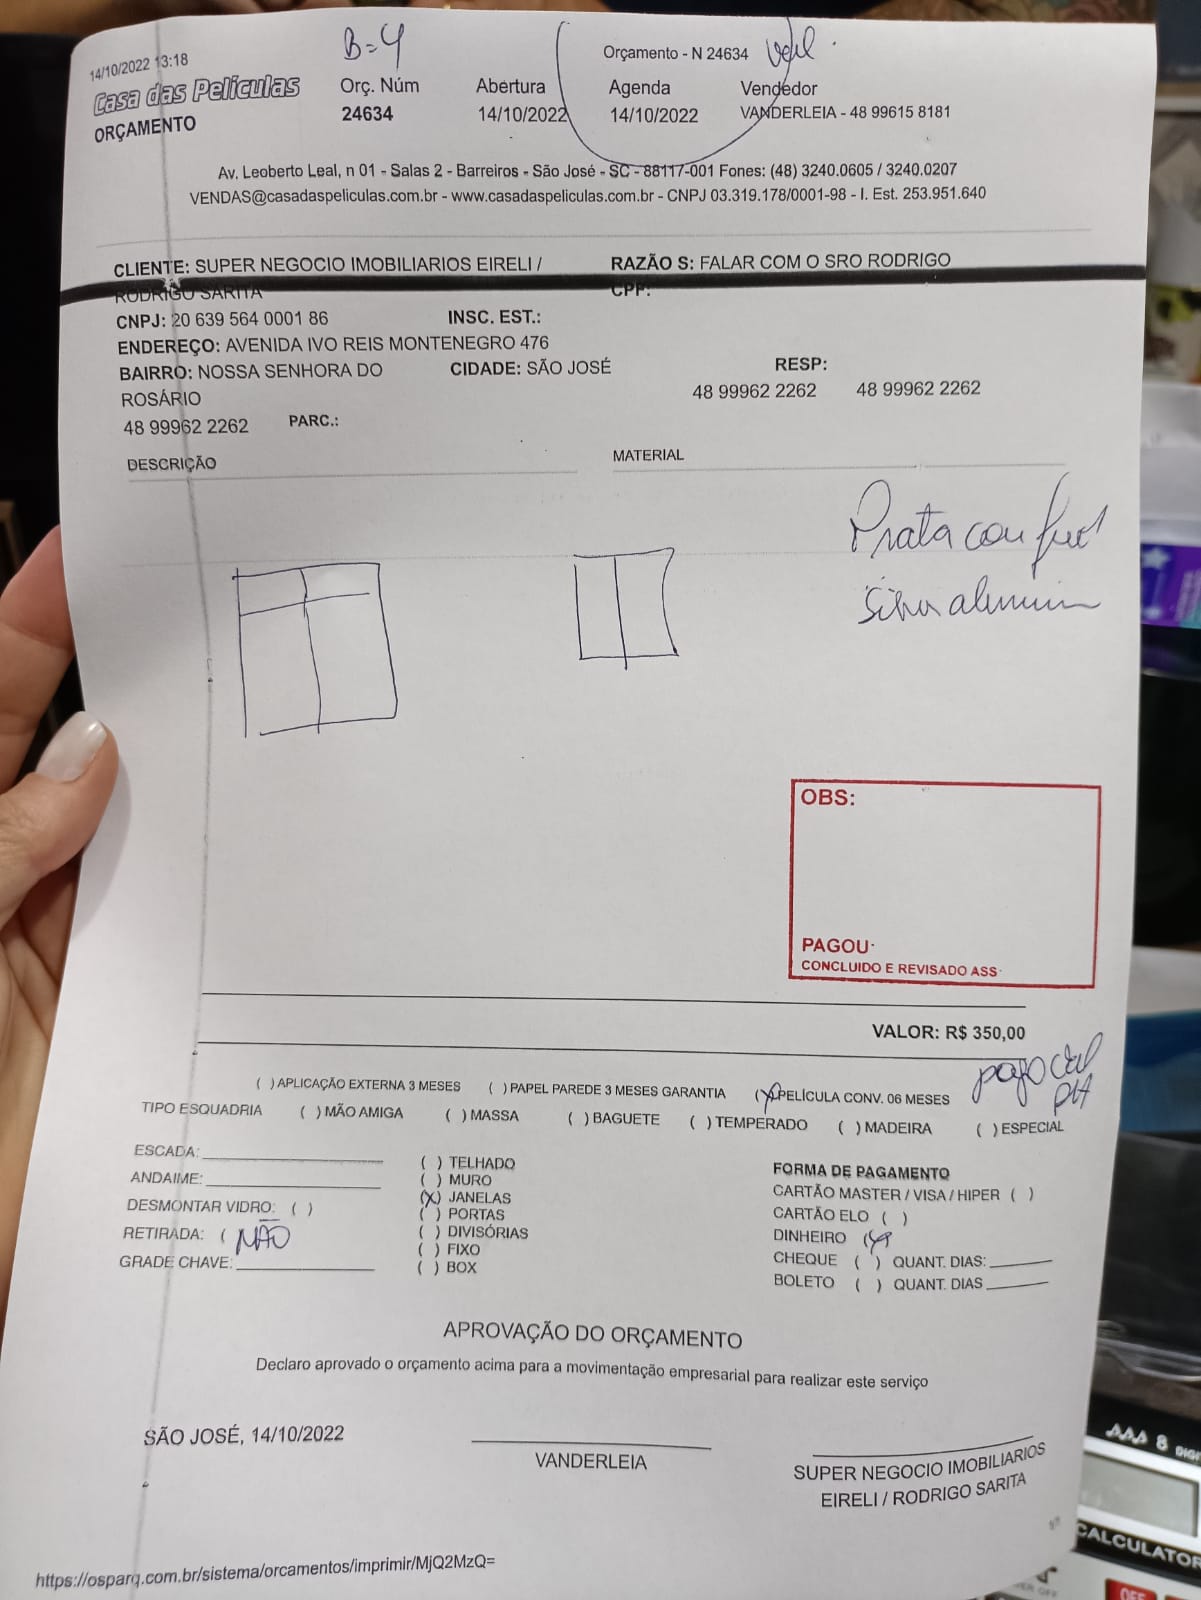 14/10/2022 13:18
B=4
Orçamento - N 24634
Casa das Películas
ORÇAMENTO
Orç. Núm
Abertura
Agenda
Vendedor
24634
14/10/2022
14/10/2022
VANDERLEIA - 48 99615 8181
Av. Leoberto Leal, n 01 - Salas 2 - Barreiros - São José - SC - 88117-001 Fones: (48) 3240.0605 / 3240.0207
VENDAS@casadaspeliculas.com.br - www.casadaspeliculas.com.br - CNPJ 03.319.178/0001-98 - I. Est. 253.951.640
CLIENTE: SUPER NEGOCIO IMOBILIARIOS EIRELI /
RAZÃO S: FALAR COM O SRO RODRIGO
RODRIGO SARITA
CPF:
CNPJ: 20 639 564 0001 86
INSC. EST.:
ENDEREÇO: AVENIDA IVO REIS MONTENEGRO 476
BAIRRO: NOSSA SENHORA DO
CIDADE: SÃO JOSÉ
RESP:
ROSÁRIO
48 99962 2262
48 99962 2262
48 99962 2262
PARC.:
DESCRIÇÃO
MATERIAL
Prata
OBS:
PAGOU:
CONCLUIDO E REVISADO ASS:
VALOR: R$ 350,00
pago
( ) APLICAÇÃO EXTERNA 3 MESES ( ) PAPEL PAREDE 3 MESES GARANTIA (X) PELÍCULA CONV. 06 MESES
TIPO ESQUADRIA ( ) MÃO AMIGA ( ) MASSA ( ) BAGUETE ( ) TEMPERADO ( ) MADEIRA ( ) ESPECIAL
ESCADA:
ANDAIME:
DESMONTAR VIDRO: ( )
RETIRADA: ( NÃO
GRADE CHAVE:
( ) TELHADO
( ) MURO
(X) JANELAS
( ) PORTAS
( ) DIVISÓRIAS
( ) FIXO
( ) BOX
FORMA DE PAGAMENTO
CARTÃO MASTER / VISA / HIPER ( )
CARTÃO ELO ( )
DINHEIRO (X)
CHEQUE ( ) QUANT. DIAS:
BOLETO ( ) QUANT. DIAS
APROVAÇÃO DO ORÇAMENTO
Declaro aprovado o orçamento acima para a movimentação empresarial para realizar este serviço
SÃO JOSÉ, 14/10/2022
VANDERLEIA
SUPER NEGOCIO IMOBILIARIOS
EIRELI / RODRIGO SARITA
1/1
https://osparq.com.br/sistema/orcamentos/imprimir/MjQ2MzQ=
8 DIGI
CALCULATOR
OFF